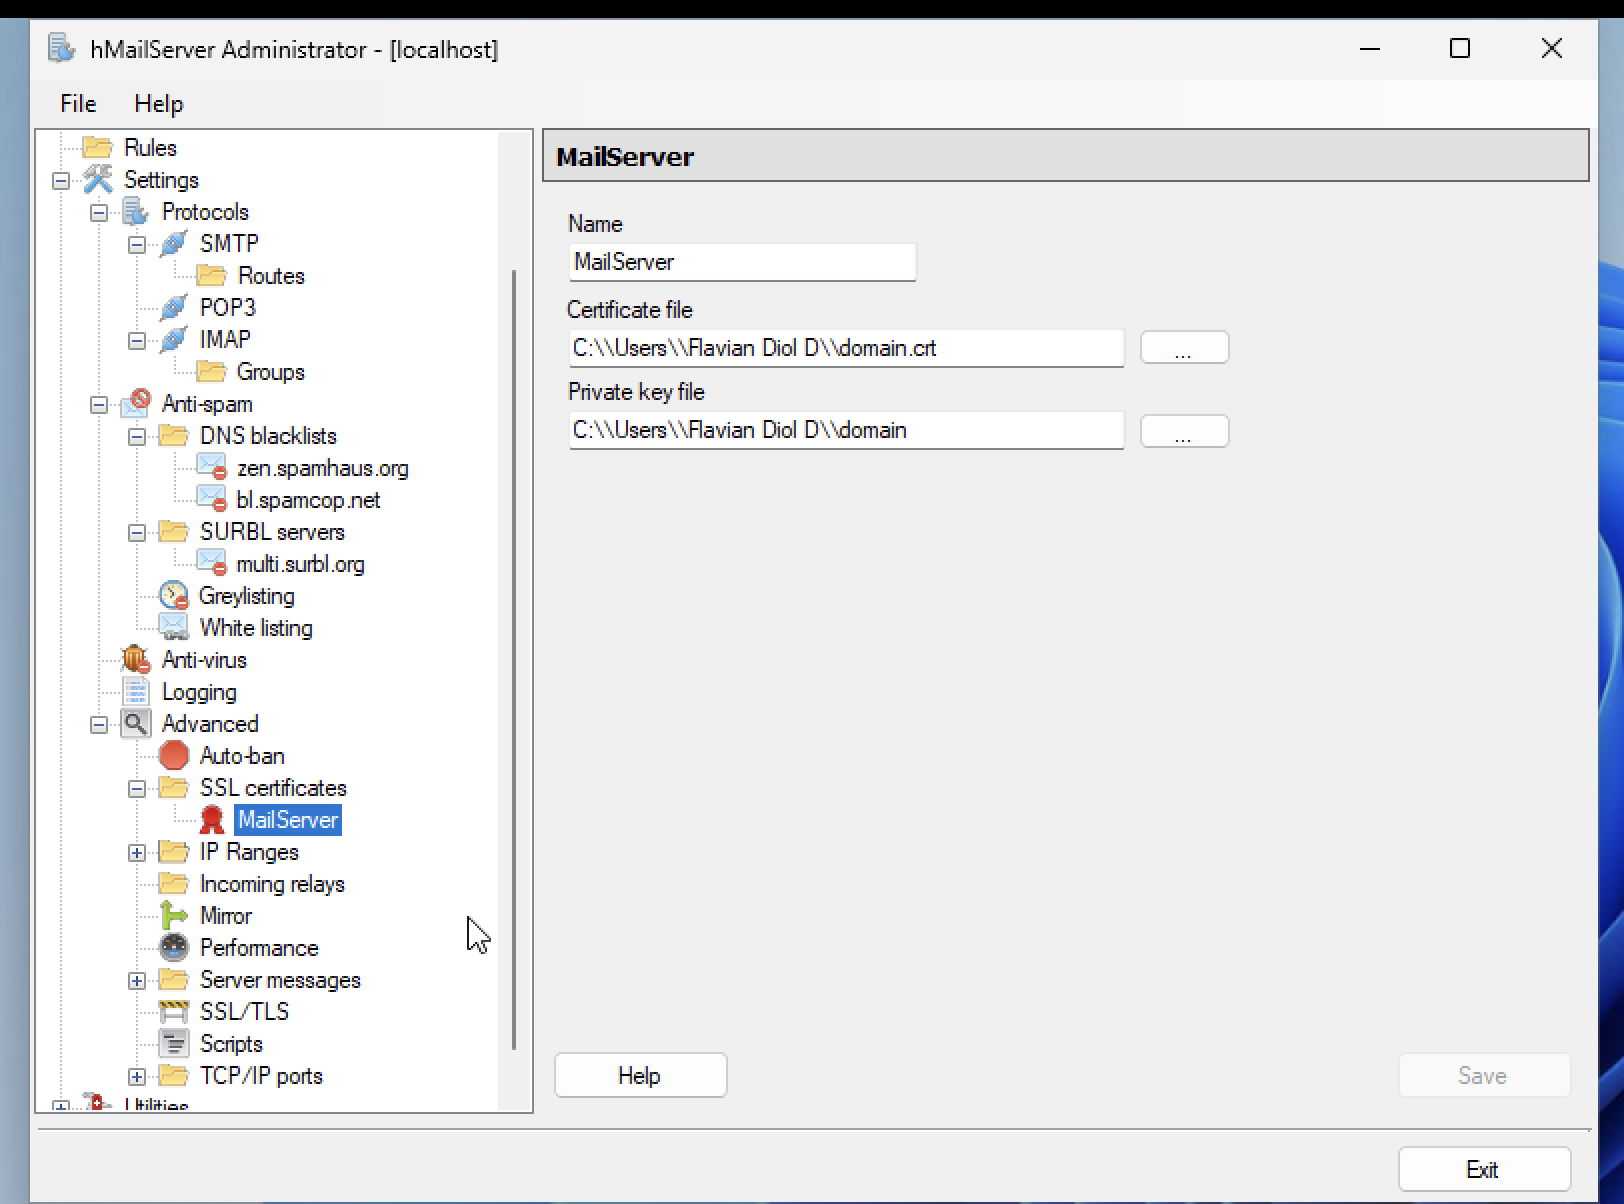 hMailServer Administrator - [localhost]
File Help
Rules
Settings
Protocols
SMTP
Routes
POP3
IMAP
Groups
Anti-spam
DNS blacklists
zen.spamhaus.org
bl.spamcop.net
SURBL servers
multi.surbl.org
Greylisting
White listing
Anti-virus
Logging
Advanced
Auto-ban
SSL certificates
MailServer
IP Ranges
Incoming relays
Mirror
Performance
Server messages
SSL/TLS
Scripts
TCP/IP ports
Utilities
MailServer
Name
MailServer
Certificate file
C:\\Users\\Flavian Diol D\\domain.crt
...
Private key file
C:\\Users\\Flavian Diol D\\domain
...
Help
Save
Exit